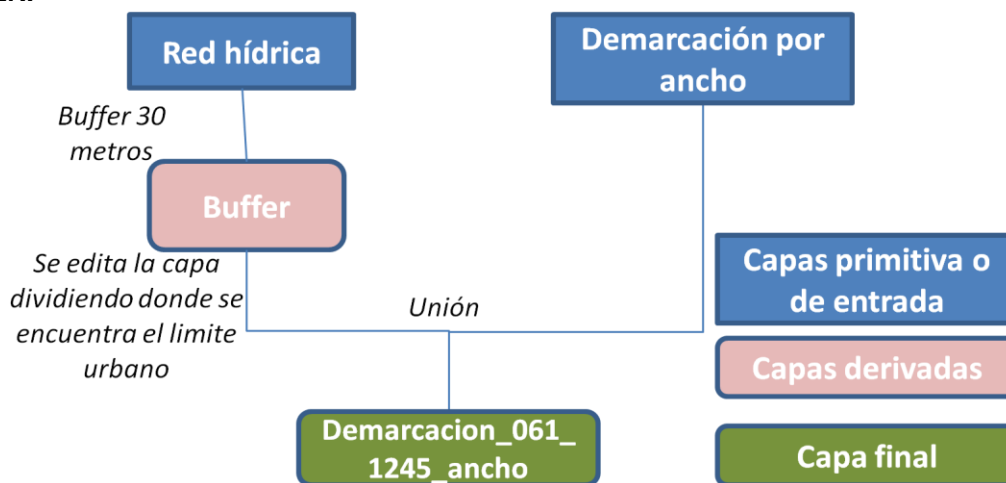 Red hídrica
Demarcación por
ancho
Buffer 30
metros
Buffer
Se edita la capa
dividiendo donde se
encuentra el limite
urbano
Unión
Capas primitiva o
de entrada
Capas derivadas
Demarcacion_061_
1245_ancho
Capa final